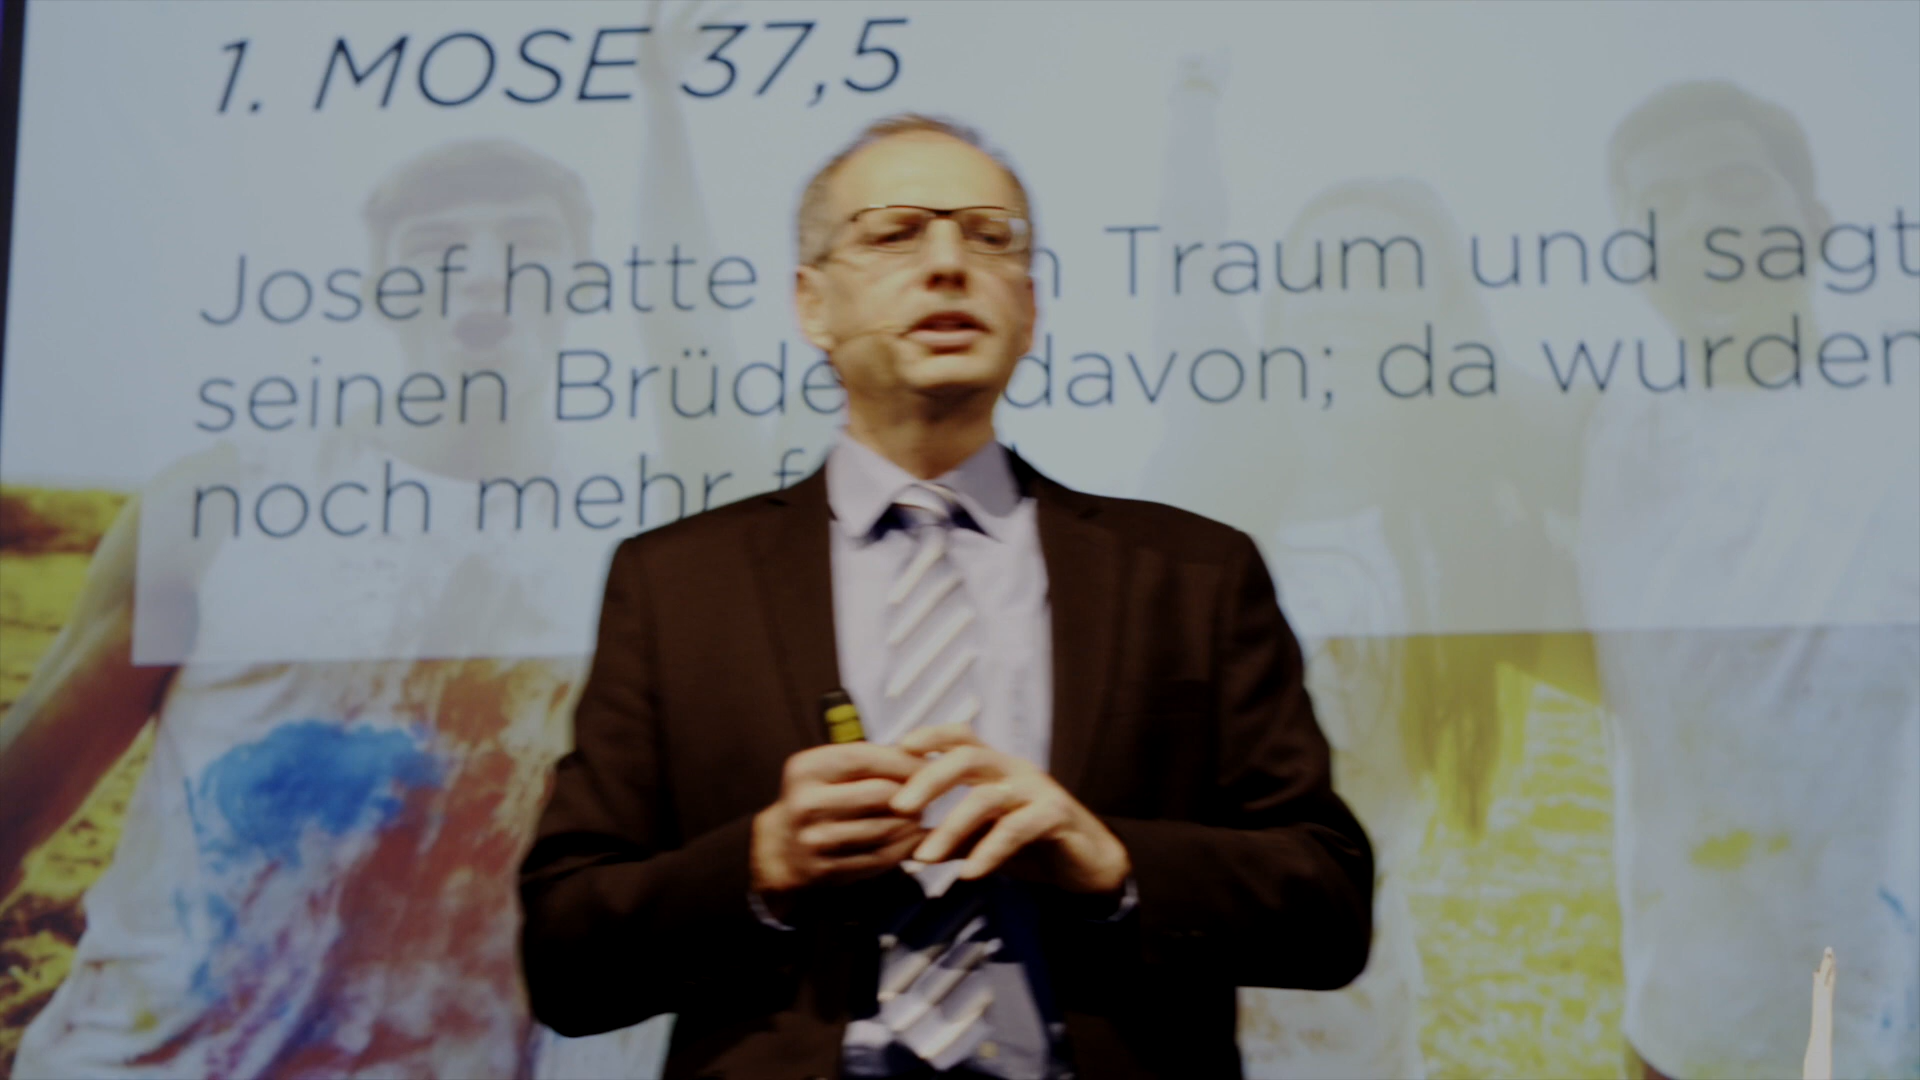 1. MOSE 37,5
Josef hatte Traum und sagt
seinen Brüde davon; da wurden
noch mehr